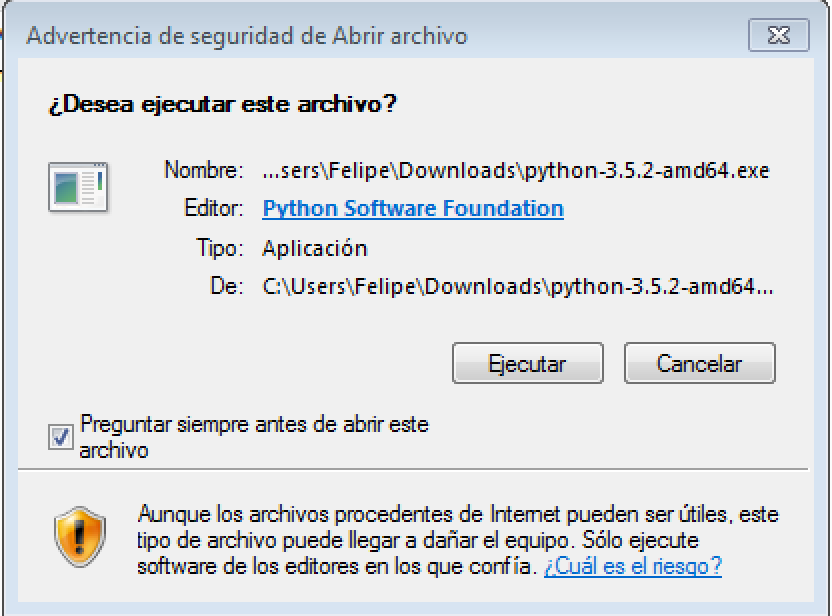 Advertencia de seguridad de Abrir archivo
¿Desea ejecutar este archivo?
Nombre: ...sers\Felipe\Downloads\python-3.5.2-amd64.exe
Editor: Python Software Foundation
Tipo: Aplicación
De: C:\Users\Felipe\Downloads\python-3.5.2-amd64...
Ejecutar Cancelar
Preguntar siempre antes de abrir este
archivo
Aunque los archivos procedentes de Internet pueden ser útiles, este
tipo de archivo puede llegar a dañar el equipo. Sólo ejecute
software de los editores en los que confía. ¿Cuál es el riesgo?